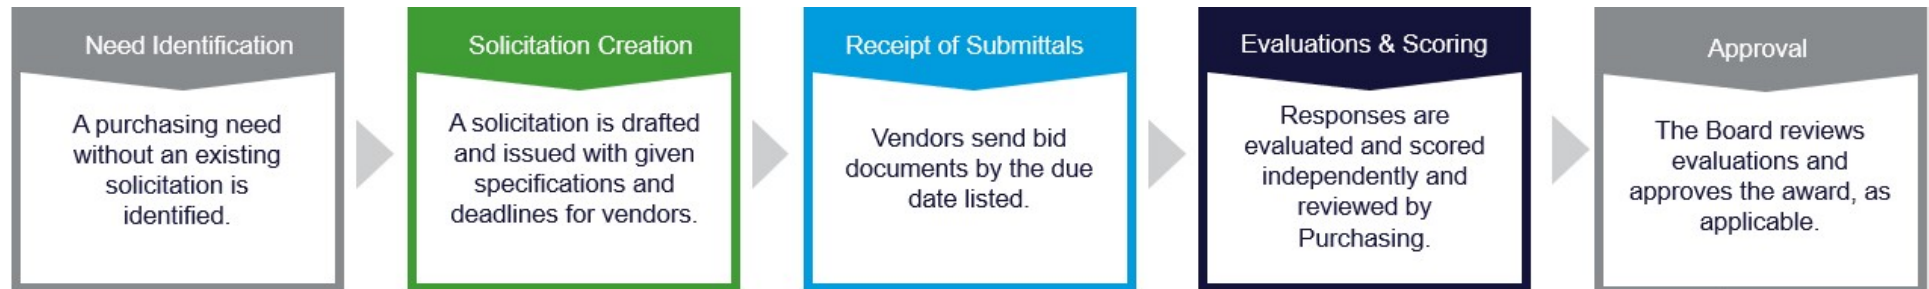 Need Identification
A purchasing need
without an existing
solicitation is
identified.
Solicitation Creation
A solicitation is drafted
and issued with given
specifications and
deadlines for vendors.
Receipt of Submittals
Vendors send bid
documents by the due
date listed.
Evaluations & Scoring
Responses are
evaluated and scored
independently and
reviewed by
Purchasing.
Approval
The Board reviews
evaluations and
approves the award, as
applicable.